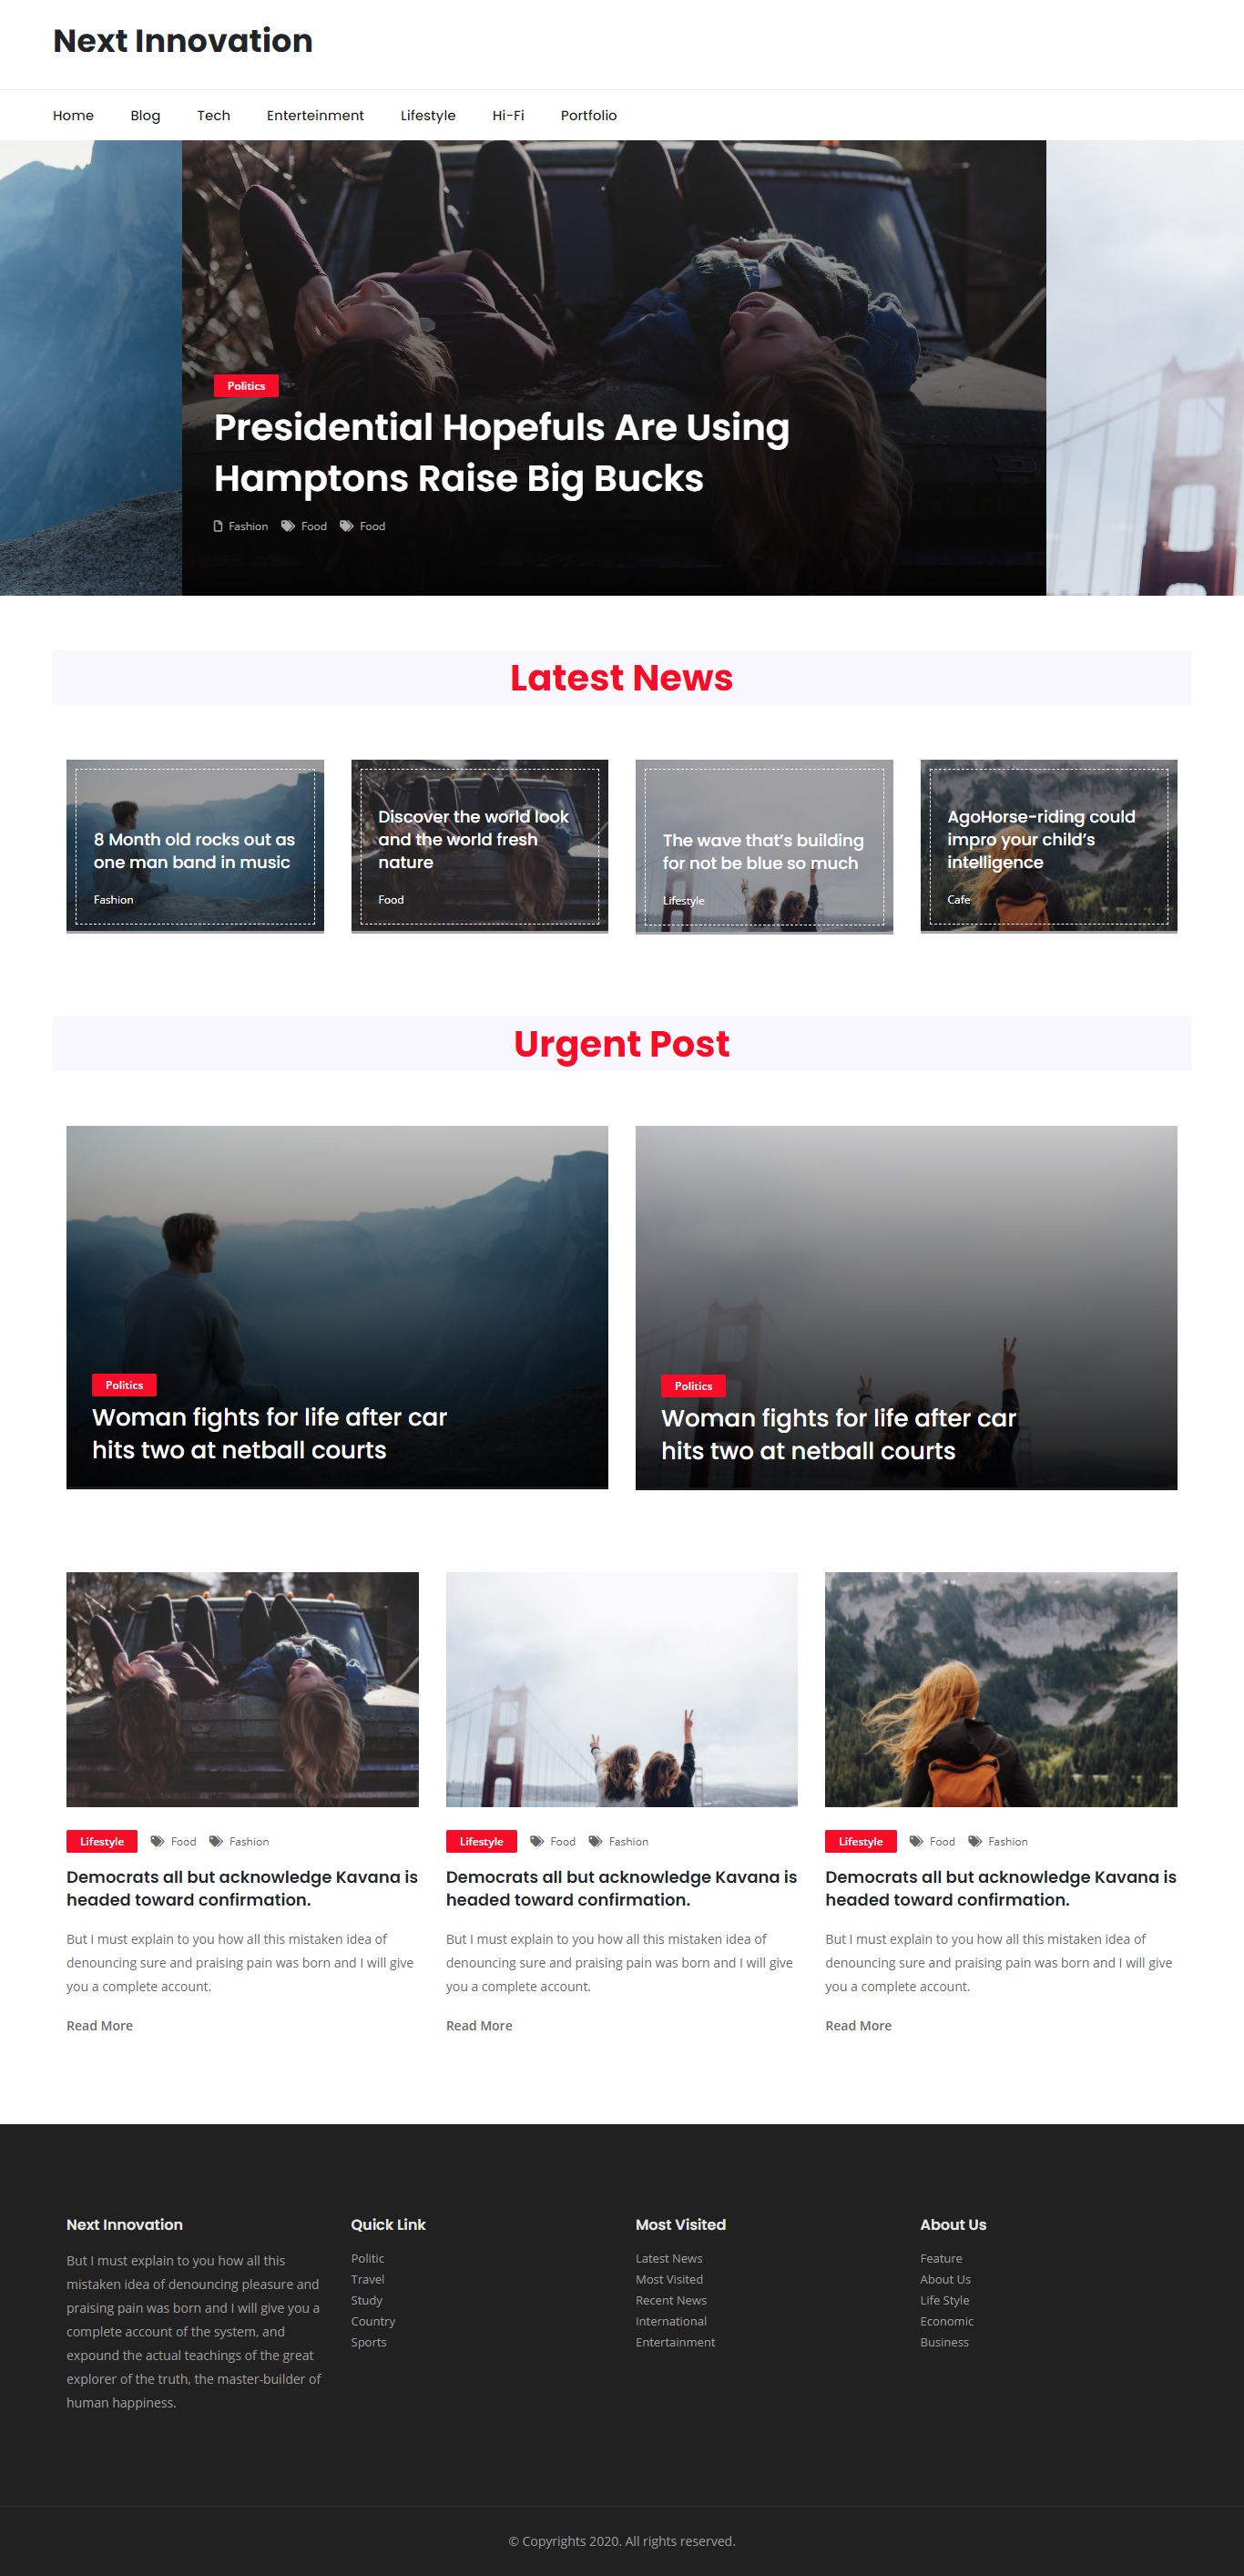 Next Innovation
Home Blog Tech Enterteinment Lifestyle Hi-Fi Portfolio
Politics
Presidential Hopefuls Are Using
Hamptons Raise Big Bucks
Fashion Food Food
Latest News
8 Month old rocks out as
one man band in music
Fashion
Discover the world look
and the world fresh
nature
Food
The wave that’s building
for not be blue so much
Lifestyle
AgoHorse-riding could
impro your child’s
intelligence
Cafe
Urgent Post
Politics
Woman fights for life after car
hits two at netball courts
Politics
Woman fights for life after car
hits two at netball courts
Lifestyle Food Fashion
Democrats all but acknowledge Kavana is
headed toward confirmation.
But I must explain to you how all this mistaken idea of
denouncing sure and praising pain was born and I will give
you a complete account.
Read More
Lifestyle Food Fashion
Democrats all but acknowledge Kavana is
headed toward confirmation.
But I must explain to you how all this mistaken idea of
denouncing sure and praising pain was born and I will give
you a complete account.
Read More
Lifestyle Food Fashion
Democrats all but acknowledge Kavana is
headed toward confirmation.
But I must explain to you how all this mistaken idea of
denouncing sure and praising pain was born and I will give
you a complete account.
Read More
Next Innovation
But I must explain to you how all this
mistaken idea of denouncing pleasure and
praising pain was born and I will give you a
complete account of the system, and
expound the actual teachings of the great
explorer of the truth, the master-builder of
human happiness.
Quick Link
Politic
Travel
Study
Country
Sports
Most Visited
Latest News
Most Visited
Recent News
International
Entertainment
About Us
Feature
About Us
Life Style
Economic
Business
© Copyrights 2020. All rights reserved.